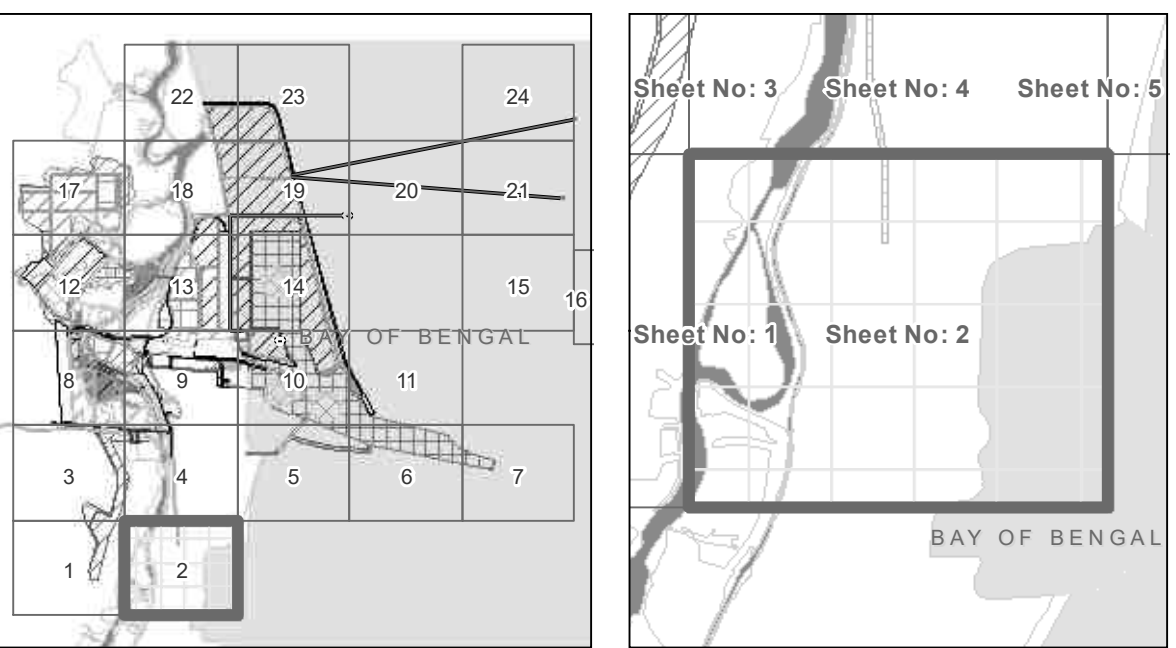 22 23 24
17 18 19 20 21
12 13 14 15 16
BAY OF BENGAL
8 9 10 11
3 4 5 6 7
1 2
Sheet No: 3 Sheet No: 4 Sheet No: 5
Sheet No: 1 Sheet No: 2
BAY OF BENGAL